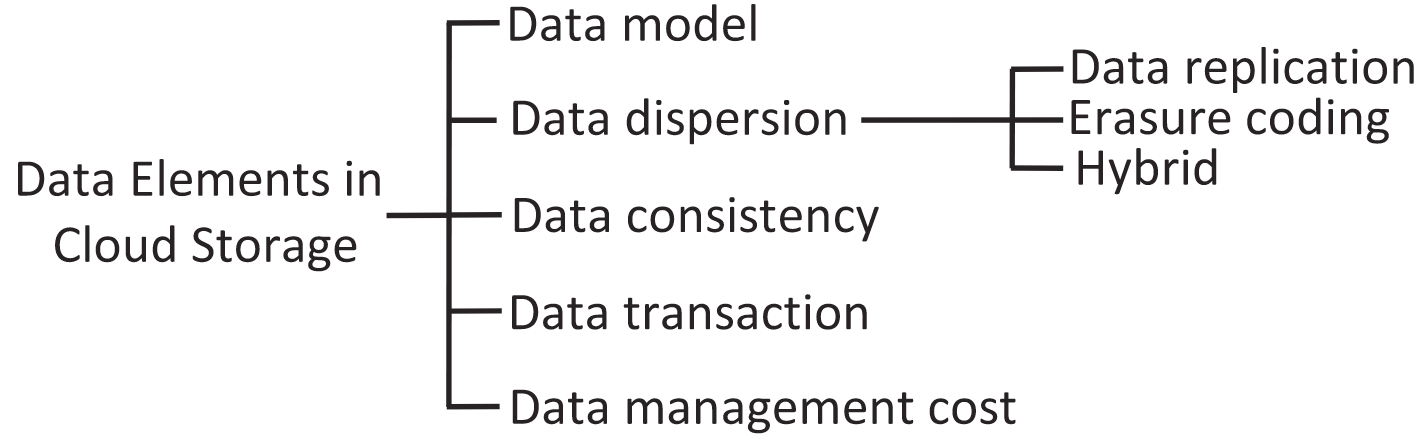 Data Elements in
Cloud Storage
Data model
Data dispersion
Data replication
Erasure coding
Hybrid
Data consistency
Data transaction
Data management cost